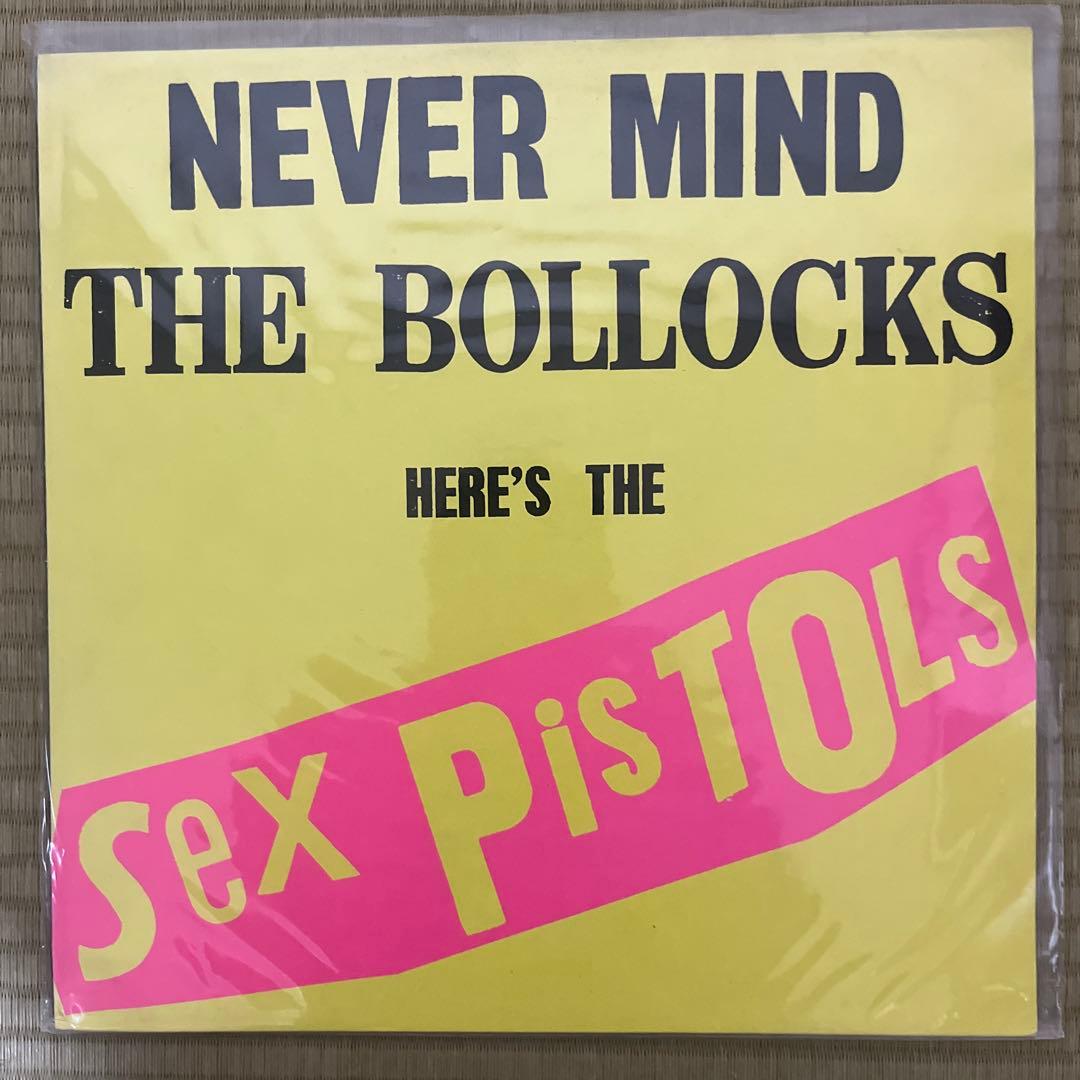 NEVER MIND
THE BOLLOCKS
HERE'S THE
SeX PiSTOLS